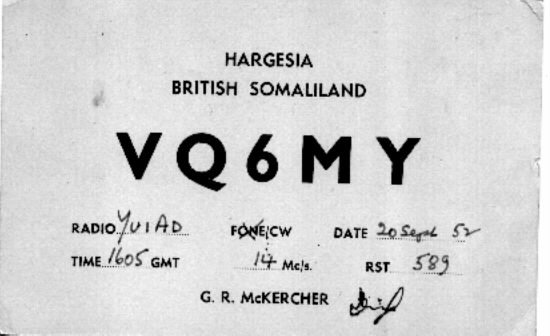 HARGESIA
BRITISH SOMALILAND
VQ6MY
RADIO YU1AD FONE/CW DATE 20 Sept 52
TIME 1605 GMT 14 Mc/s. RST 589
G. R. McKERCHER